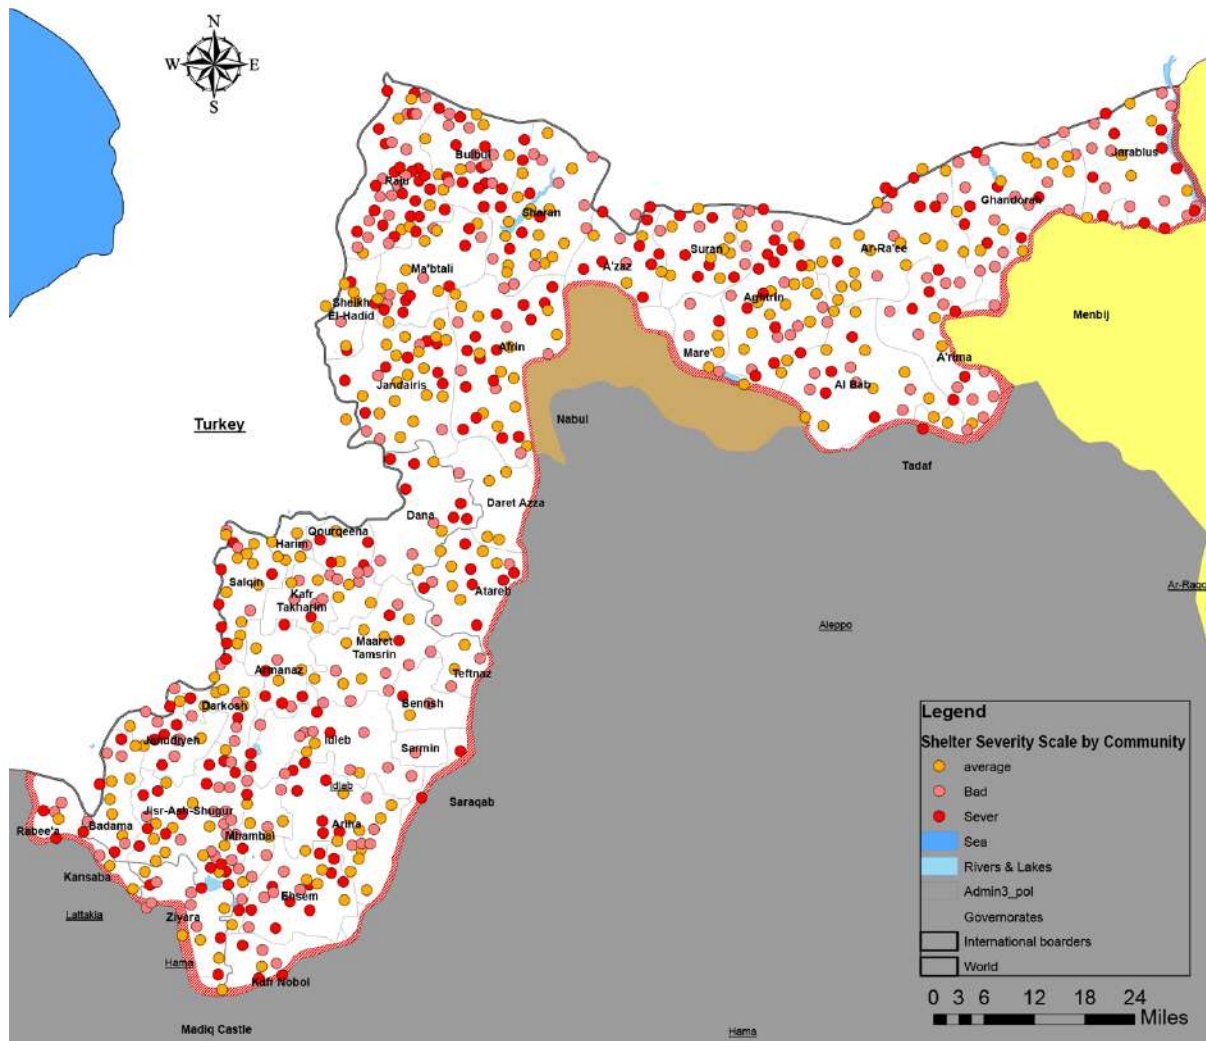 N
W
E
S
Bulbul
Jarablus
Raju
Ghandorah
Sharan
Suran
Ar-Ra'ee
A'zaz
Ma'btali
Sheikh
El-Hadid
Aghtrin
Menbij
Afrin
Mare'
A'rima
Jandairis
Al Bab
Turkey
Nabul
Tadaf
Daret Azza
Dana
Qourqeena
Harim
Salqin
Atareb
Kafr
Takharim
Ar-Raqq
Aleppo
Maaret
Tamsrin
Armanaz
Teftnaz
Darkosh
Bennsh
Janudiyeh
Idleb
Sarmin
Idleb
Saraqab
Jisr-Ash-Shugur
Badama
Ariha
Rabee'a
Mhambal
Kansaba
Ehsem
Lattakia
Ziyara
Hama
Kafr Nobol
Madiq Castle
Hama
Legend
Shelter Severity Scale by Community
average
Bad
Sever
Sea
Rivers & Lakes
Admin3_pol
Governorates
International boarders
World
0 3 6 12 18 24
Miles